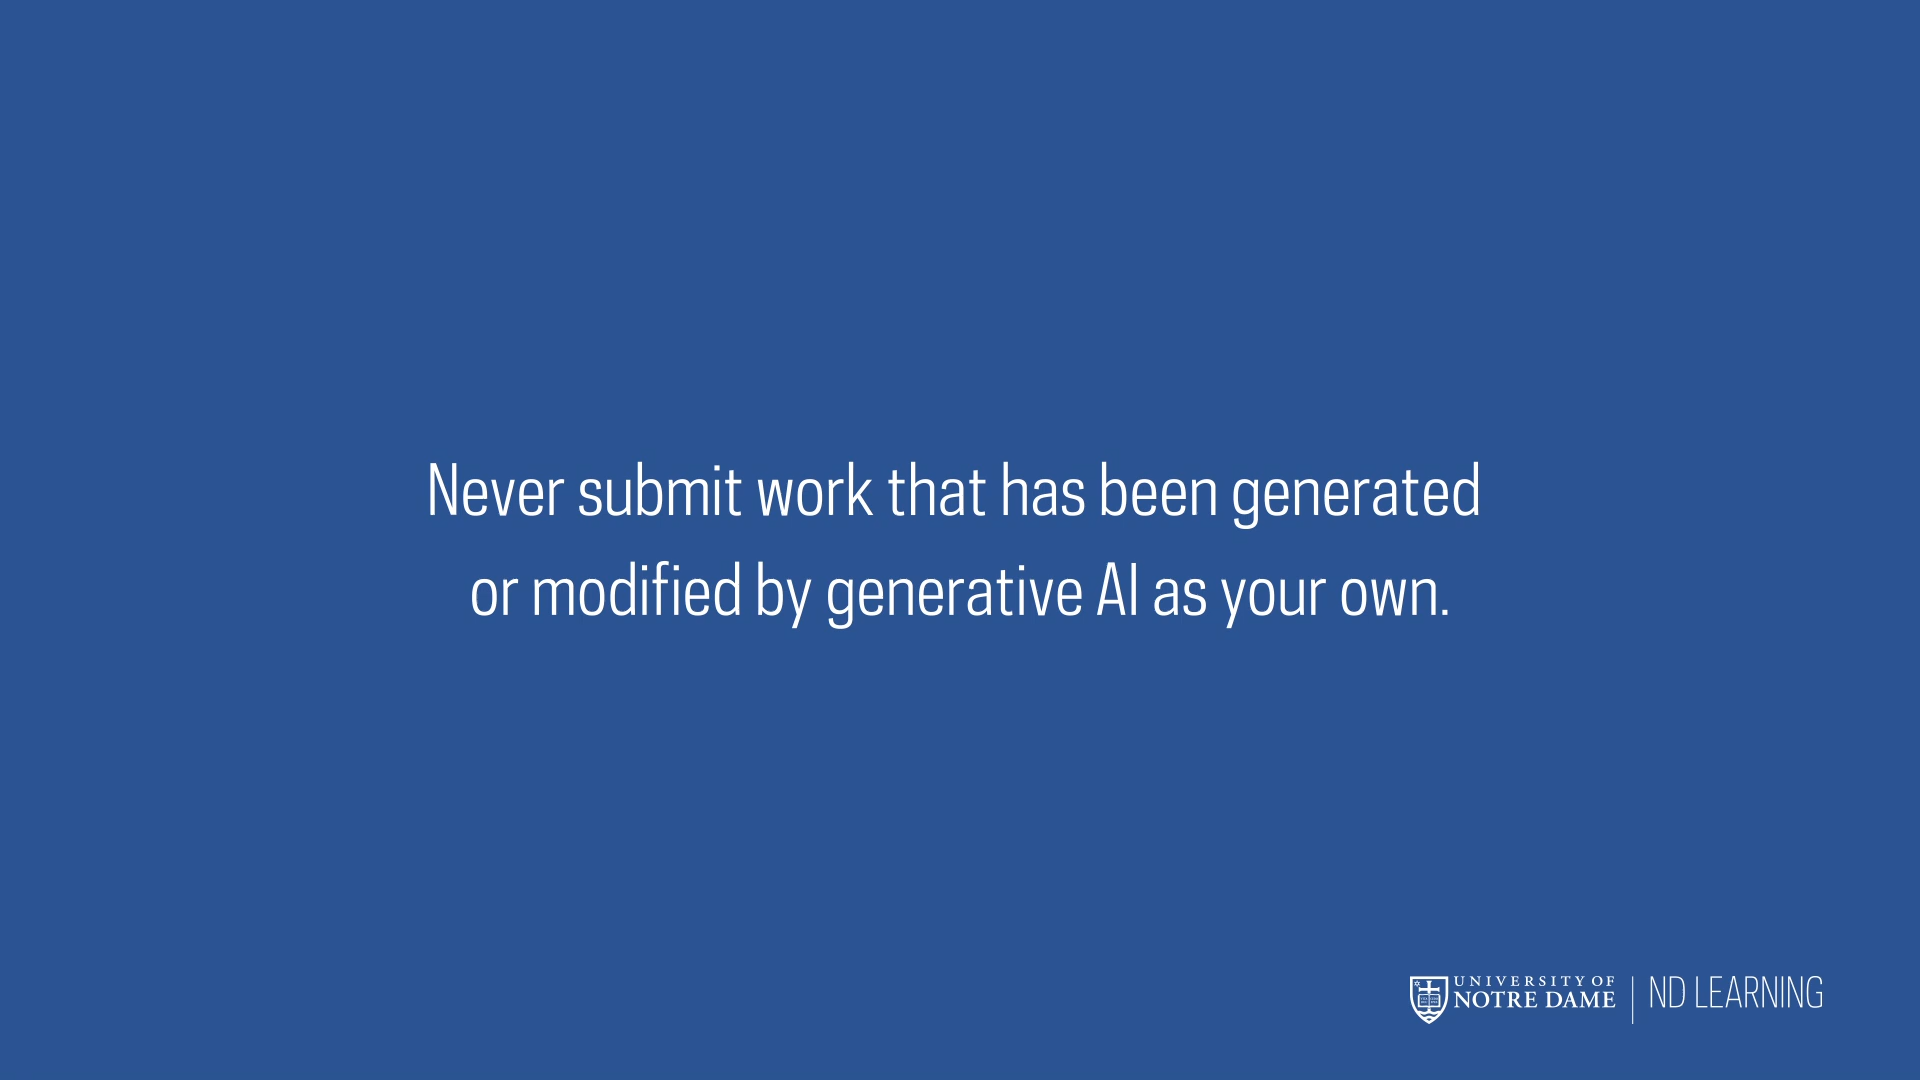 Never submit work that has been generated
or modified by generative AI as your own.
UNIVERSITY OF
NOTRE DAME
ND LEARNING